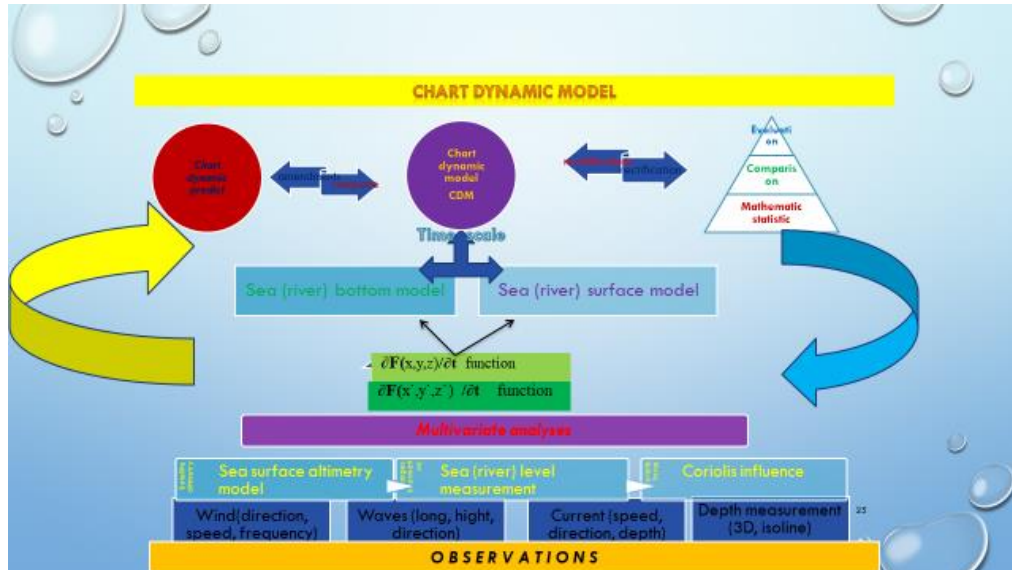 CHART DYNAMIC MODEL
Chart
dynamic
predict
Chart
dynamic
model
CDM
verification
Evaluati
on
Comparis
on
Mathematic
statistic
Time scale
Sea (river) bottom model
Sea (river) surface model
∂F(x,y,z)/∂t function
∂F(x´,y´,z´) /∂t function
Multivariate analyses
Sea surface altimetry
model
Sea (river) level
measurement
Coriolis influence
Wind(direction,
speed, frequency)
Waves (long, hight,
direction)
Current (speed,
direction, depth)
Depth measurement
(3D, isoline)
25
OBSERVATIONS